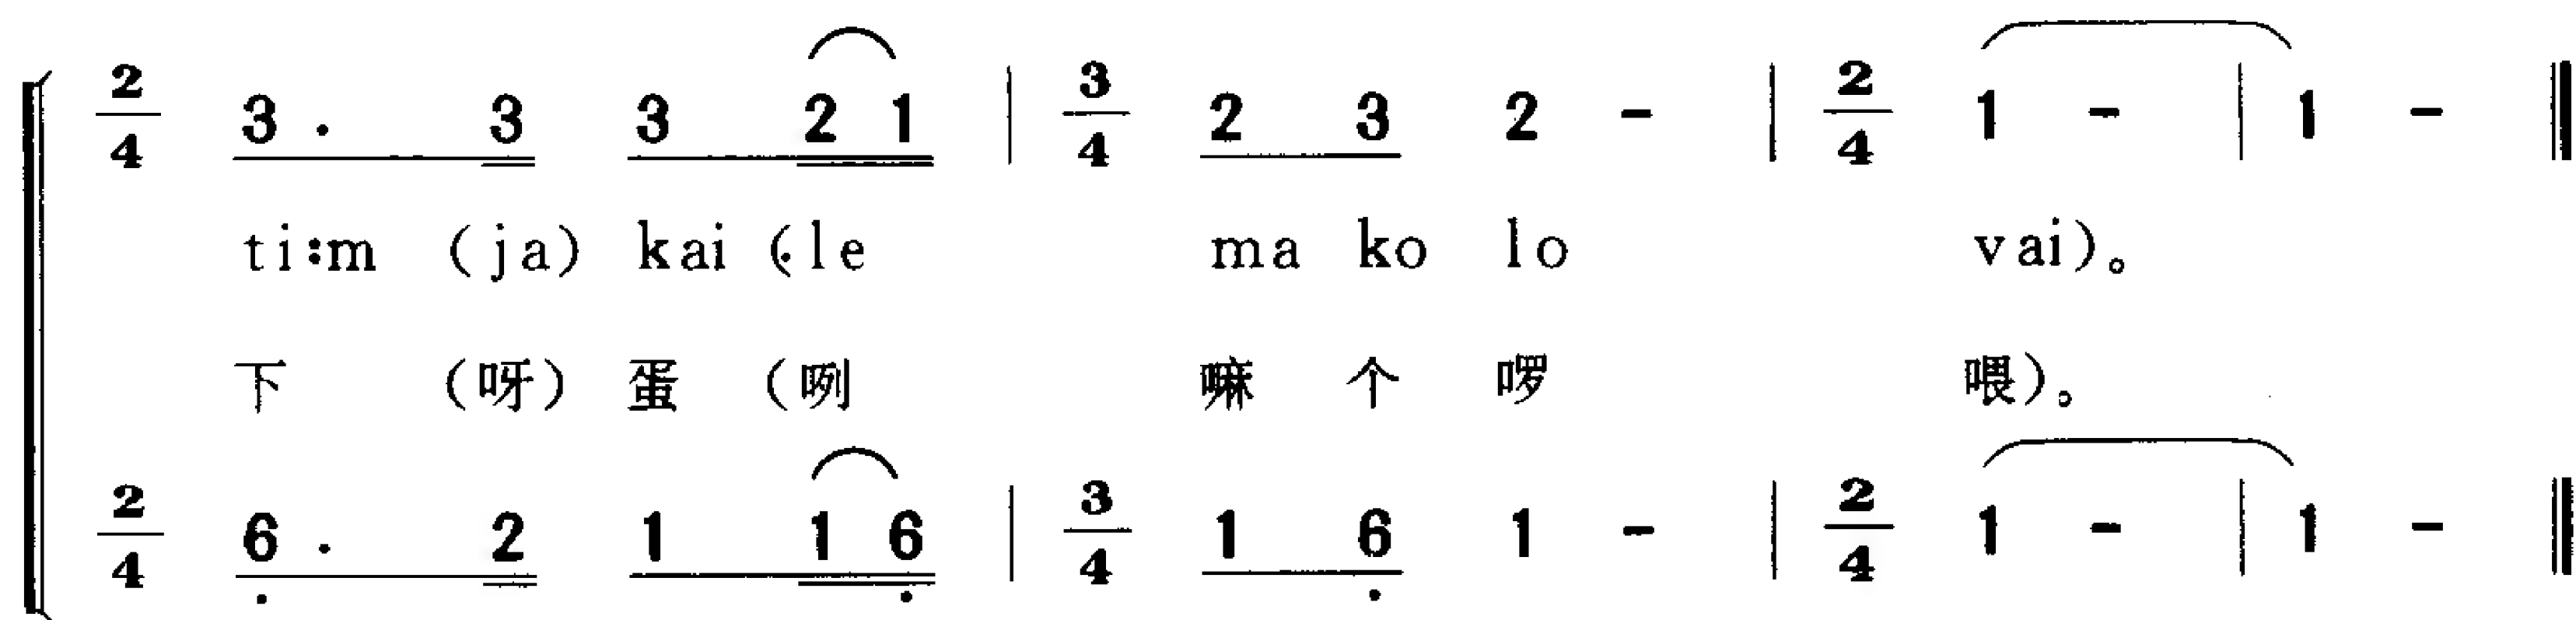 2/4 3. 3 3 2 1 | 3/4 2 3 2 - | 2/4 1 - | 1 - ‖
ti:m (ja) kai (le ma ko lo vai)。
下 (呀) 蛋 (咧 嘛 个 啰 喂)。
2/4 6̣. 2 1 1 6̣ | 3/4 1 6̣ 1 - | 2/4 1 - | 1 - ‖